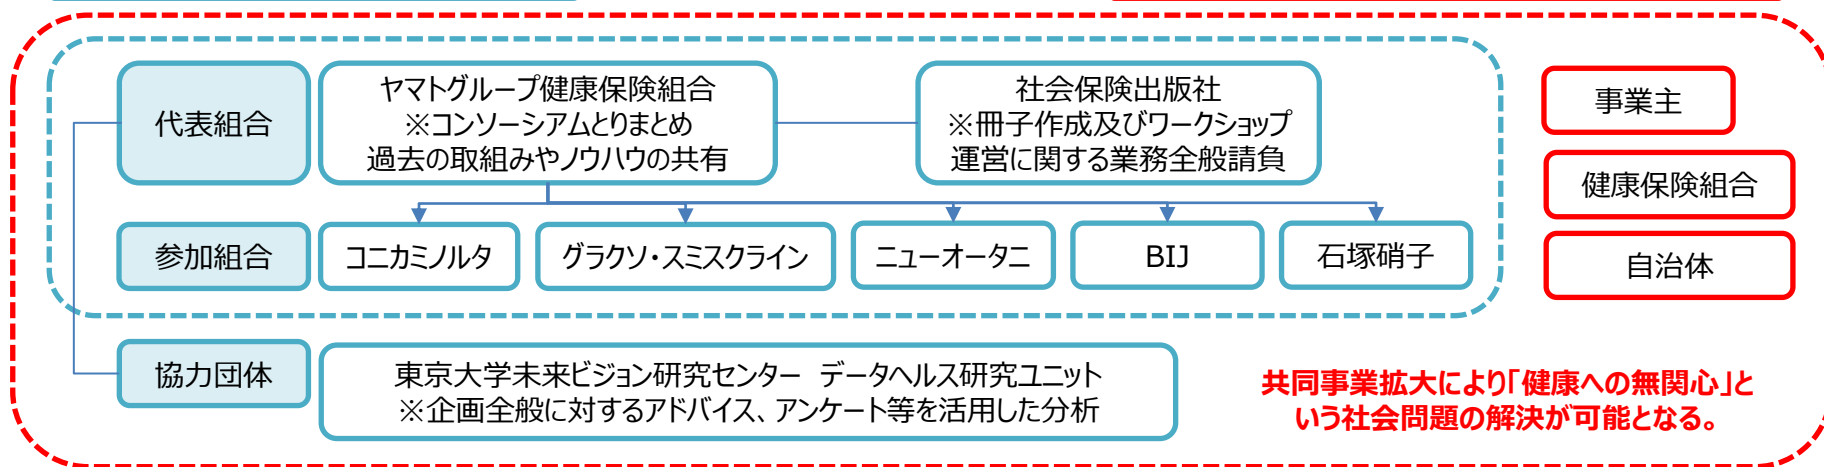 代表組合
ヤマトグループ健康保険組合
※コンソーシアムとりまとめ
過去の取組みやノウハウの共有
社会保険出版社
※冊子作成及びワークショップ
運営に関する業務全般請負
事業主
健康保険組合
自治体
参加組合
コニカミノルタ
グラクソ・スミスクライン
ニューオータニ
BIJ
石塚硝子
協力団体
東京大学未来ビジョン研究センター データヘルス研究ユニット
※企画全般に対するアドバイス、アンケート等を活用した分析
共同事業拡大により「健康への無関心」と
いう社会問題の解決が可能となる。